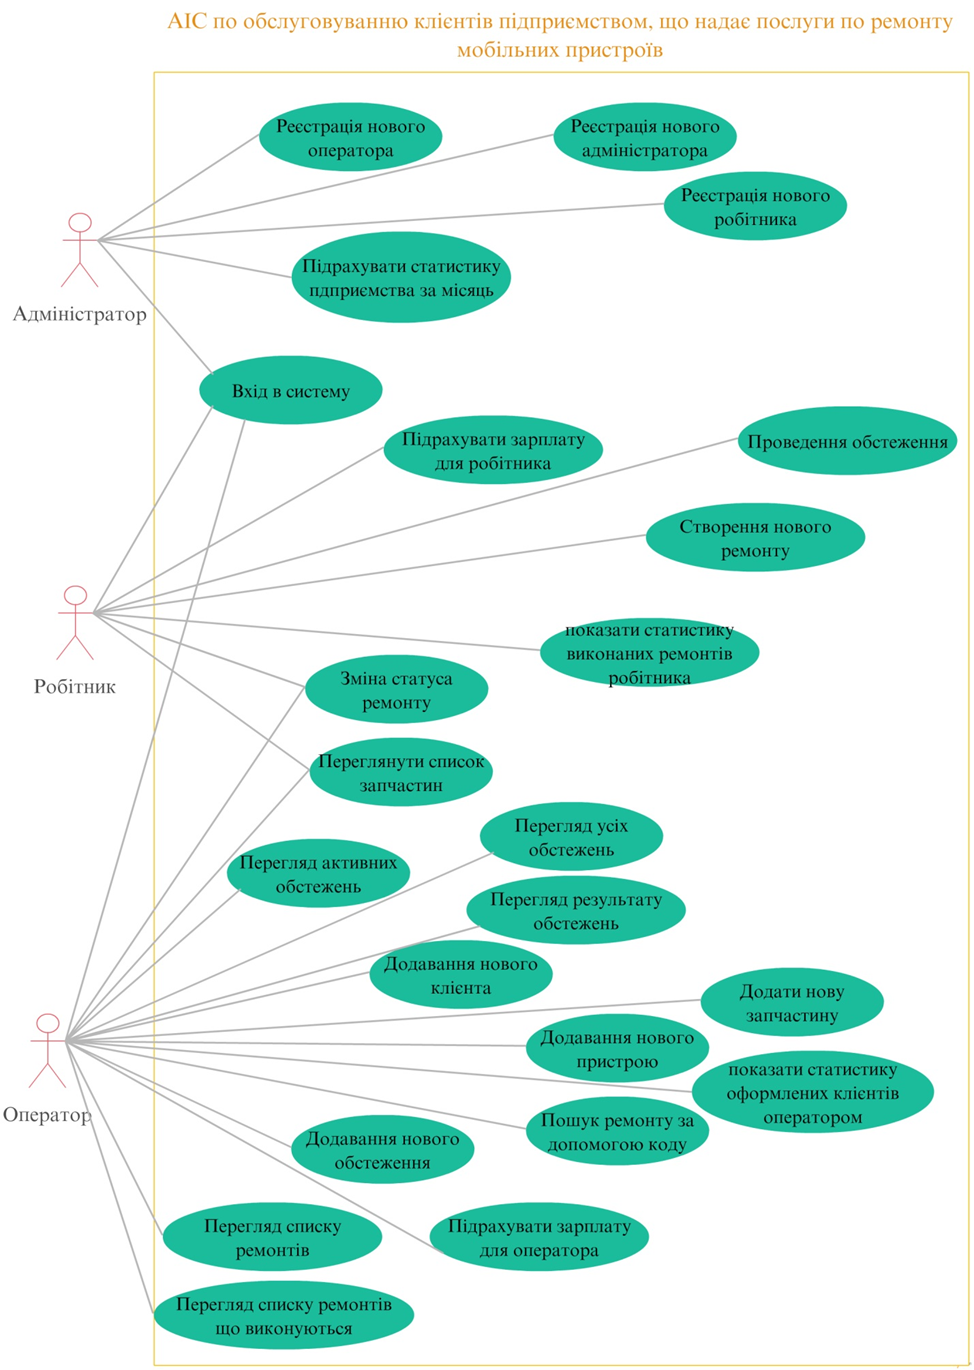 АІС по обслуговуванню клієнтів підприємством, що надає послуги по ремонту
мобільних пристроїв
Реєстрація нового
оператора
Реєстрація нового
адміністратора
Реєстрація нового
робітника
Підрахувати статистику
пдприємства за місяць
Адміністратор
Вхід в систему
Підрахувати зарплату
для робітника
Проведення обстеження
Створення нового
ремонту
показати статистику
виконаних ремонтів
робітника
Робітник
Зміна статуса
ремонту
Переглянути список
запчастин
Перегляд усіх
обстежень
Перегляд активних
обстежень
Перегляд результату
обстежень
Додавання нового
клієнта
Додати нову
запчастину
Додавання нового
пристрою
показати статистику
оформлених клієнтів
оператором
Оператор
Пошук ремонту за
допомогою коду
Додавання нового
обстеження
Перегляд списку
ремонтів
Підрахувати зарплату
для оператора
Перегляд списку ремонтів
що виконуються